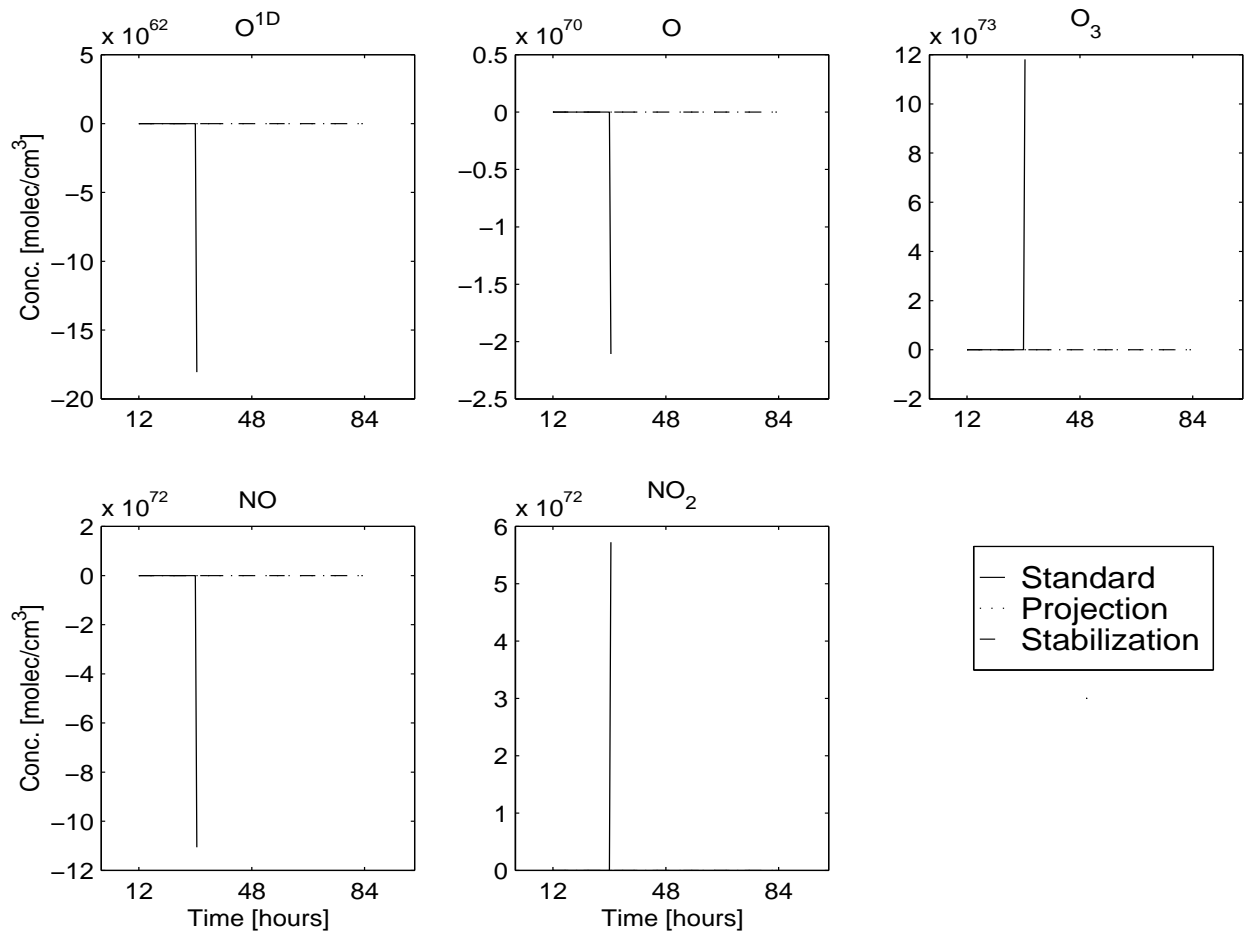 x 10^62
O^1D
5
0
−5
−10
−15
−20
12 48 84
Conc. [molec/cm^3]
x 10^70
O
0.5
0
−0.5
−1
−1.5
−2
−2.5
12 48 84
x 10^73
O_3
12
10
8
6
4
2
0
−2
12 48 84
x 10^72
NO
2
0
−2
−4
−6
−8
−10
−12
12 48 84
Time [hours]
Conc. [molec/cm^3]
x 10^72
NO_2
6
5
4
3
2
1
0
12 48 84
Time [hours]
Standard
Projection
Stabilization